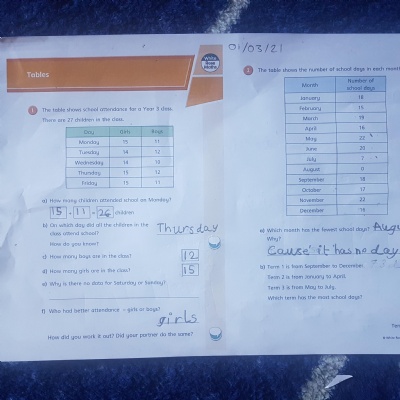 Tables
White Rose Maths
1 The table shows school attendance for a Year 3 class.
There are 27 children in the class.
Day Girls Boys
Monday 15 11
Tuesday 14 12
Wednesday 14 10
Thursday 15 12
Friday 13 11
a) How many children attended school on Monday?
15 + 11 = 26 children
b) On which day did all the children in the
class attend school?
Thursday
How do you know?
c) How many boys are in the class?
12
d) How many girls are in the class?
15
e) Why is there no data for Saturday or Sunday?
f) Who had better attendance – girls or boys?
girls
How did you work it out? Did your partner do the same?
01/03/21
2 The table shows the number of school days in each month
Month Number of school days
January 18
February 15
March 19
April 16
May 22
June 20
July 7
August 0
September 18
October 17
November 22
December 16
a) Which month has the fewest school days?
Augu
Why?
Cause it has no day
b) Term 1 is from September to December.
Term 2 is from January to April.
Term 3 is from May to July.
Which term has the most school days?